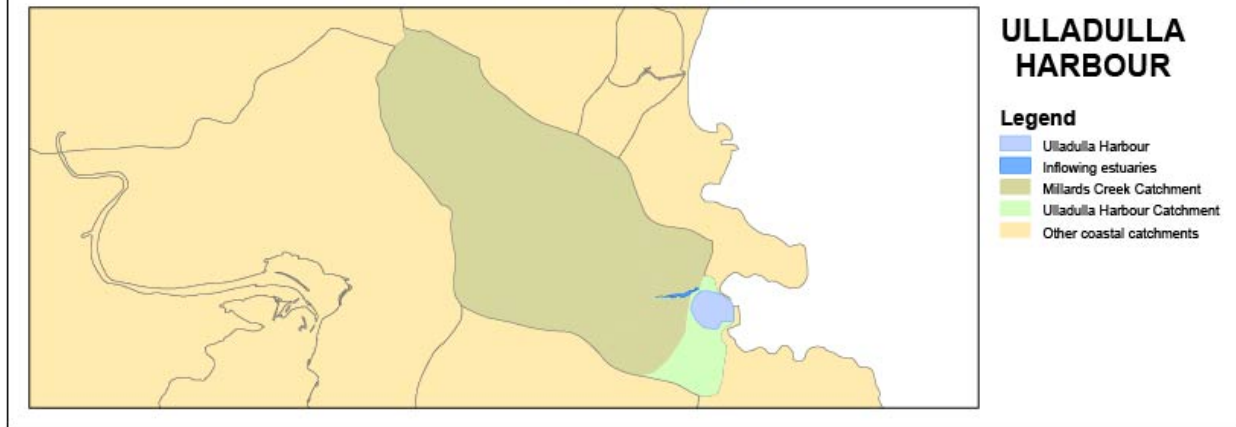 ULLADULLA
HARBOUR
Legend
Ulladulla Harbour
Inflowing estuaries
Millards Creek Catchment
Ulladulla Harbour Catchment
Other coastal catchments